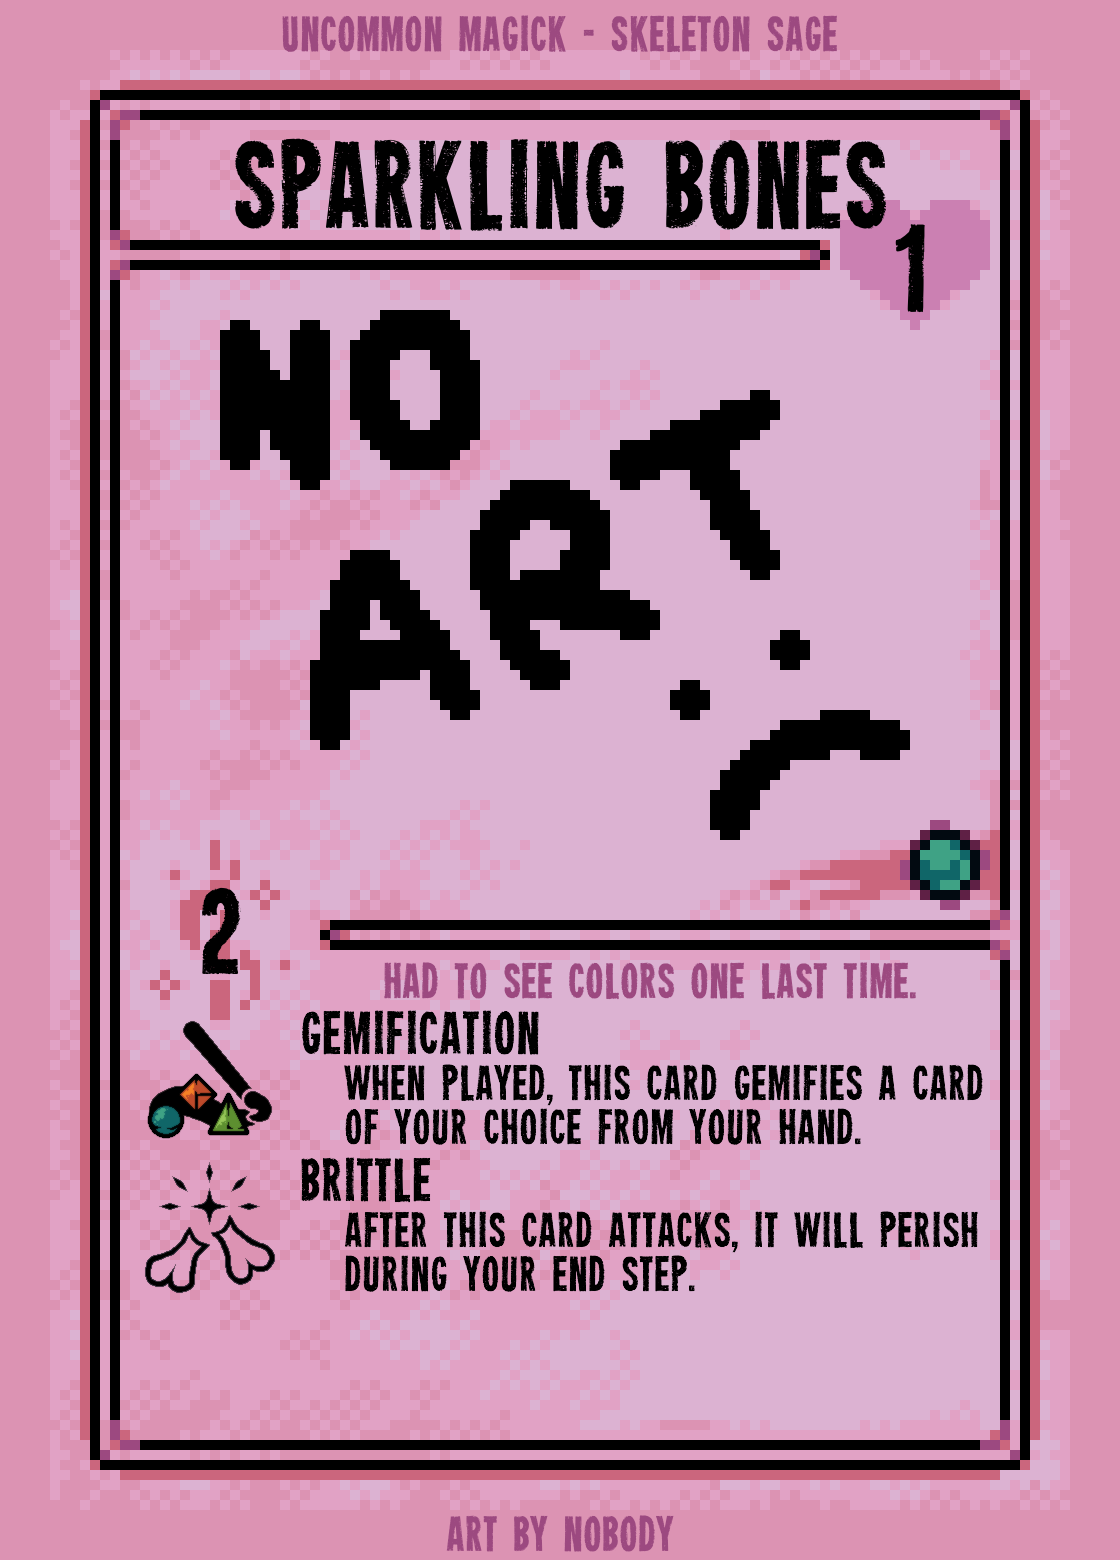 UNCOMMON MAGICK - SKELETON SAGE
SPARKLING BONES
1
NO
ART
2
HAD TO SEE COLORS ONE LAST TIME.
GEMIFICATION
WHEN PLAYED, THIS CARD GEMIFIES A CARD
OF YOUR CHOICE FROM YOUR HAND.
BRITTLE
AFTER THIS CARD ATTACKS, IT WILL PERISH
DURING YOUR END STEP.
ART BY NOBODY